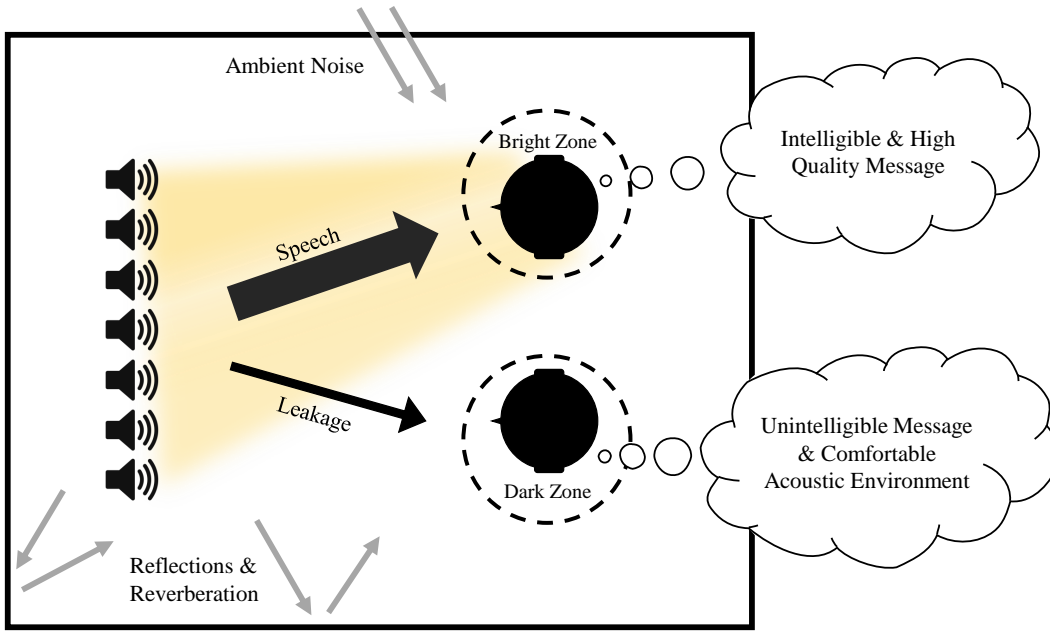 Ambient Noise
Bright Zone
Intelligible & High
Quality Message
Speech
Leakage
Dark Zone
Unintelligible Message
& Comfortable
Acoustic Environment
Reflections &
Reverberation